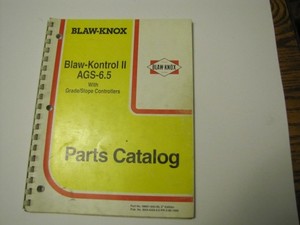 BLAW-KNOX
Blaw-Kontrol II
AGS-6.5
With
Grade/Slope Controllers
BLAW-KNOX
Parts Catalog